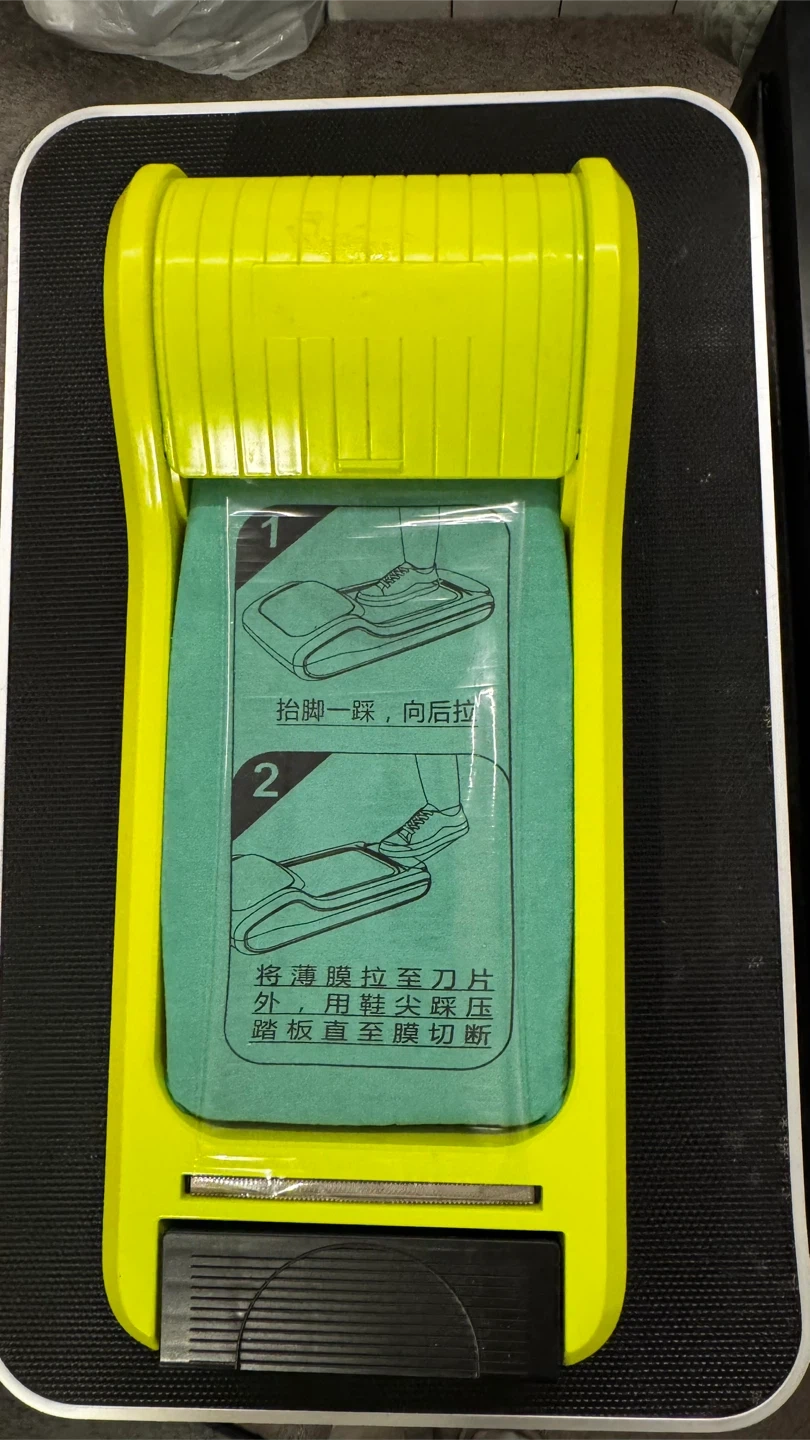 1
抬脚一踩，向后拉
2
将薄膜拉至刀片
外，用鞋尖踩压
踏板直至膜切断